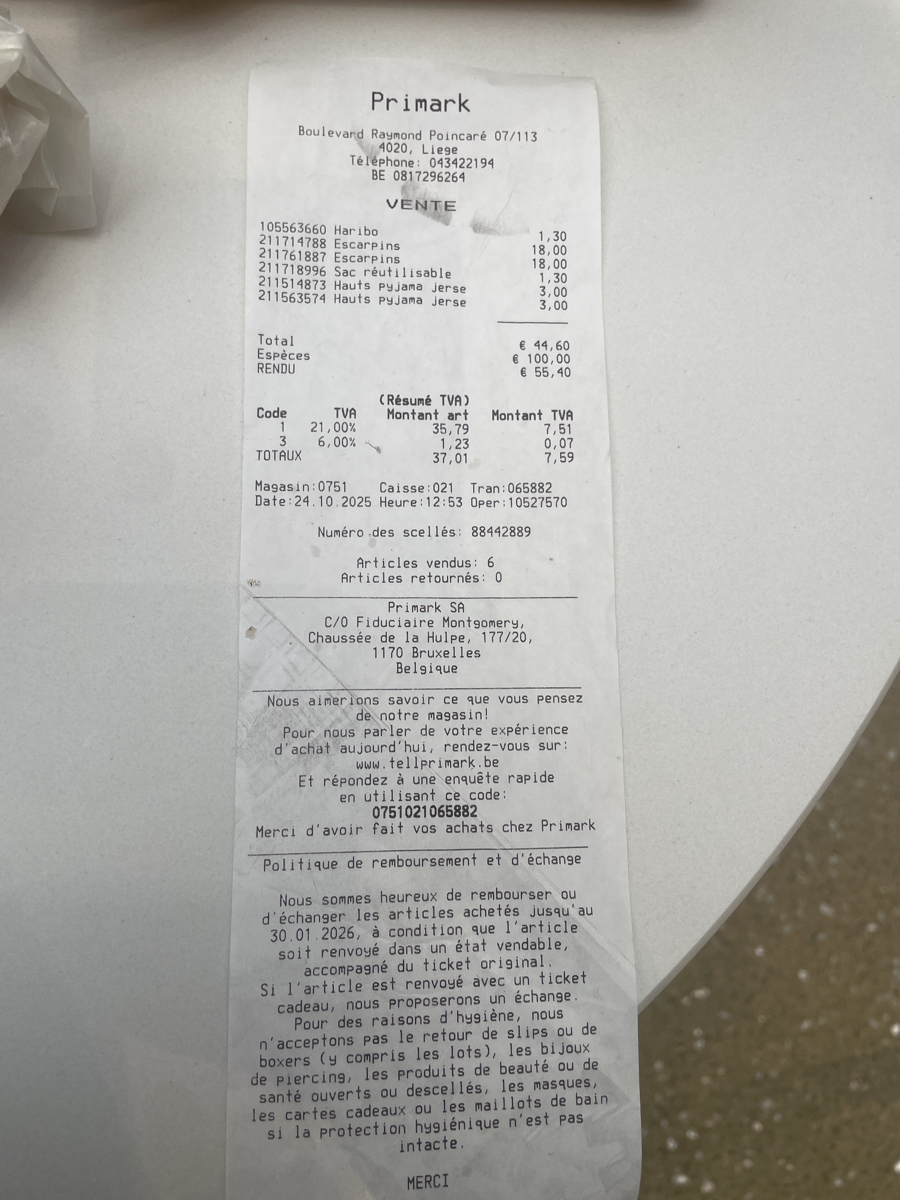 Primark
Boulevard Raymond Poincaré 07/113
4020, Liege
Téléphone: 043422194
BE 0817296264
VENTE
105563660 Haribo 1,30
211714788 Escarpins 18,00
211761887 Escarpins 18,00
211718996 Sac réutilisable 1,30
211514873 Hauts pyjama jerse 3,00
211563574 Hauts pyjama jerse 3,00
Total € 44,60
Espèces € 100,00
RENDU € 55,40
(Résumé TVA)
Code TVA Montant art Montant TVA
1 21,00% 35,79 7,51
3 6,00% 1,23 0,07
TOTAUX 37,01 7,59
Magasin:0751 Caisse:021 Tran:065882
Date:24.10.2025 Heure:12:53 Oper:10527570
Numéro des scellés: 88442889
Articles vendus: 6
Articles retournés: 0
Primark SA
C/O Fiduciaire Montgomery,
Chaussée de la Hulpe, 177/20,
1170 Bruxelles
Belgique
Nous aimerions savoir ce que vous pensez
de notre magasin!
Pour nous parler de votre expérience
d'achat aujourd'hui, rendez-vous sur:
www.tellprimark.be
Et répondez à une enquête rapide
en utilisant ce code:
0751021065882
Merci d'avoir fait vos achats chez Primark
Politique de remboursement et d'échange
Nous sommes heureux de rembourser ou
d'échanger les articles achetés jusqu'au
30.01.2026, à condition que l'article
soit renvoyé dans un état vendable,
accompagné du ticket original.
Si l'article est renvoyé avec un ticket
cadeau, nous proposerons un échange.
Pour des raisons d'hygiène, nous
n'acceptons pas le retour de slips ou de
boxers (y compris les lots), les bijoux
de piercing, les produits de beauté ou de
santé ouverts ou descellés, les masques,
les cartes cadeaux ou les maillots de bain
si la protection hygiénique n'est pas
intacte.
MERCI